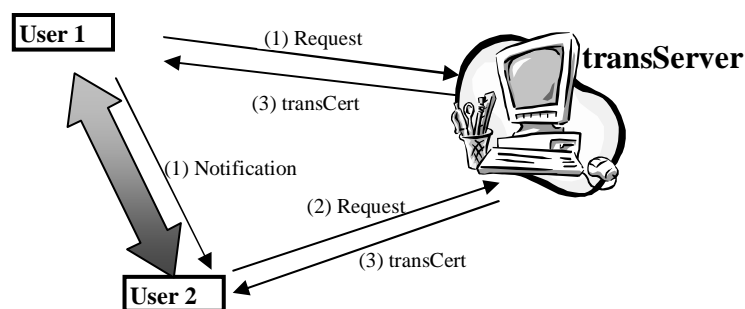 User 1
(1) Request
transServer
(3) transCert
(1) Notification
(2) Request
(3) transCert
User 2